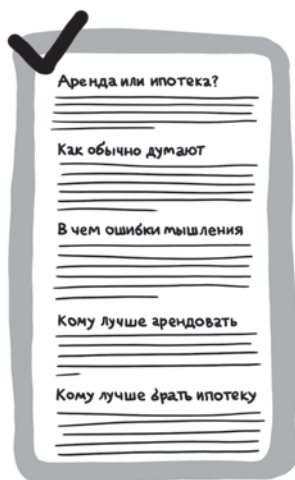 Аренда или ипотека?
Как обычно думают
В чем ошибки мышления
Кому лучше арендовать
Кому лучше брать ипотеку